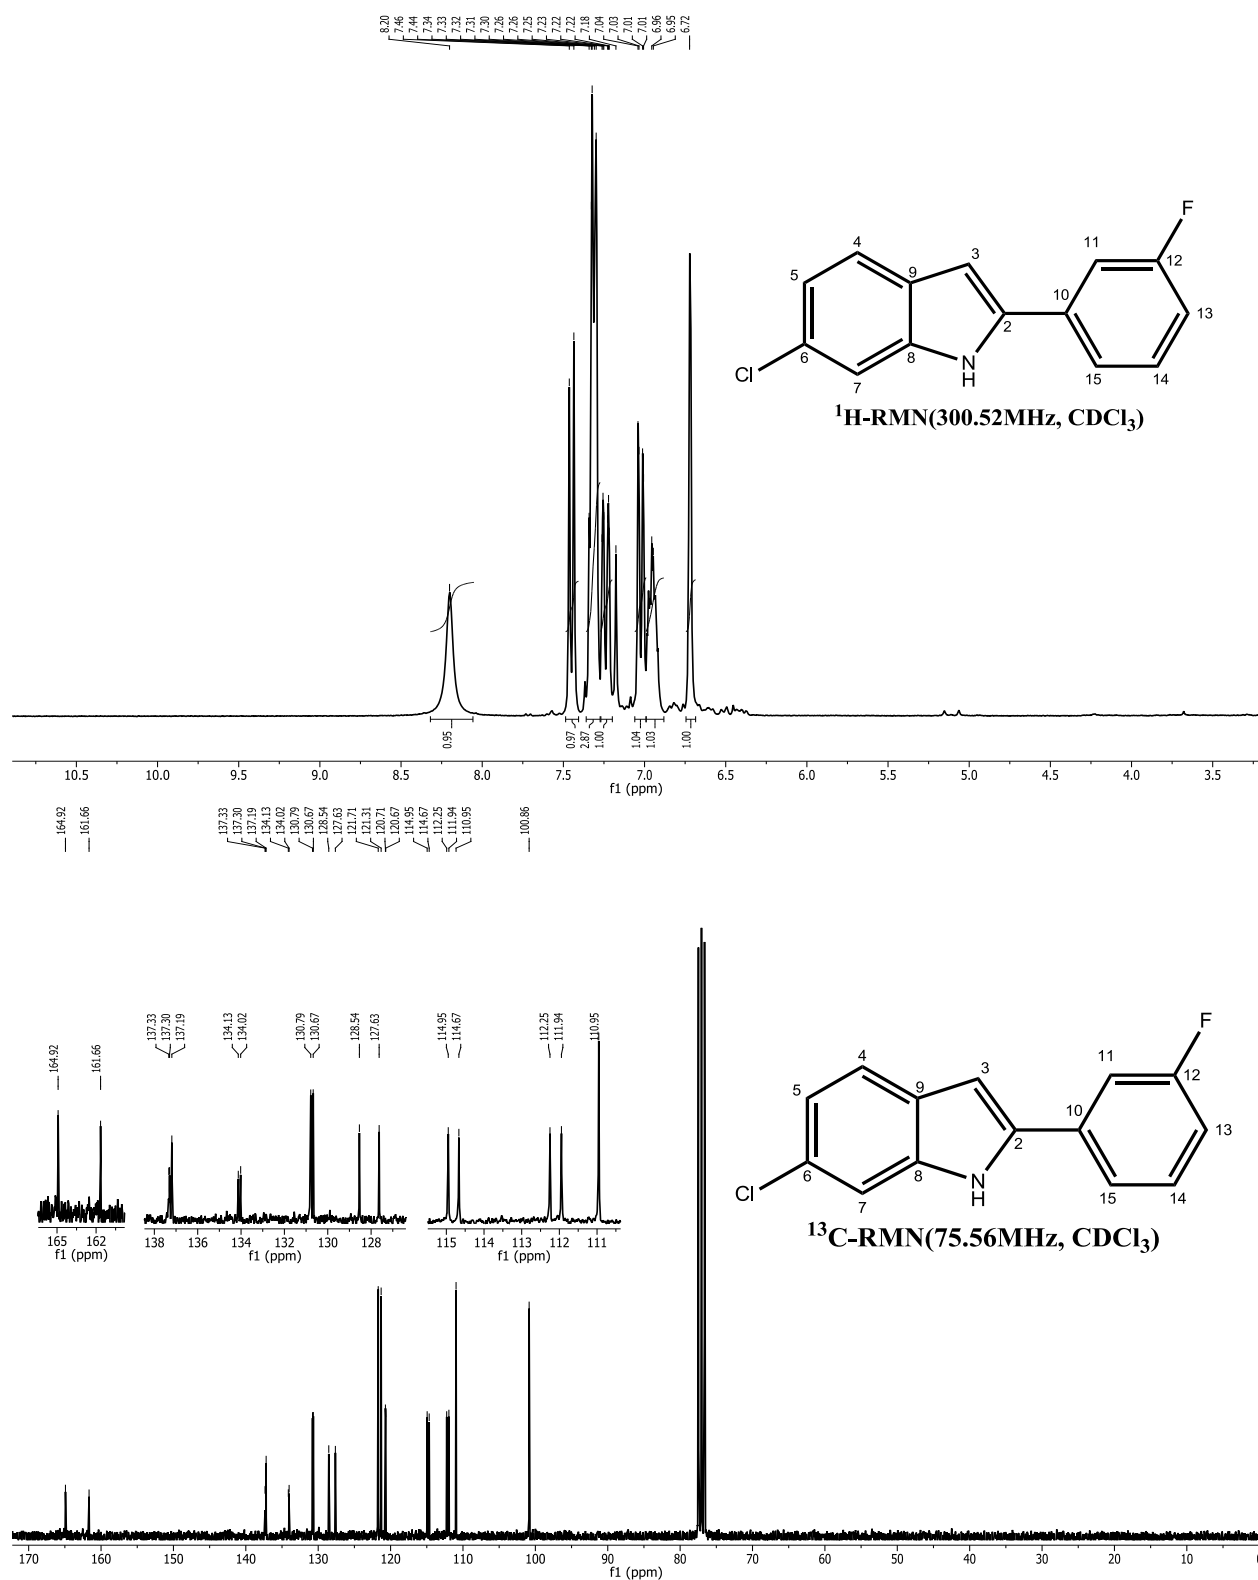 8.20 7.46 7.44 7.34 7.33 7.32 7.31 7.30 7.26 7.26 7.25 7.23 7.22 7.22 7.18 7.04 7.03 7.01 7.01 6.96 6.95 6.72
F
4 3 11 12
5 9 10 13
2
6 8
Cl N H 7 15 14
¹H-RMN(300.52MHz, CDCl₃)
0.95 0.97 2.87 1.00 1.04 1.03 1.00
10.5 10.0 9.5 9.0 8.5 8.0 7.5 7.0 6.5 6.0 5.5 5.0 4.5 4.0 3.5
f1 (ppm)
164.92 161.66 137.33 137.30 137.19 134.13 134.02 130.79 130.67 128.54 127.63 121.71 121.31 120.71 120.67 114.95 114.67 112.25 111.94 110.95 100.86
164.92 161.66 137.33 137.30 137.19 134.13 134.02 130.79 130.67 128.54 127.63 114.95 114.67 112.25 111.94 110.95
F
4 3 11 12
5 9 10 13
2
6 8
Cl N H 7 15 14
¹³C-RMN(75.56MHz, CDCl₃)
165 162 138 136 134 132 130 128 115 114 113 112 111
f1 (ppm) f1 (ppm) f1 (ppm)
170 160 150 140 130 120 110 100 90 80 70 60 50 40 30 20 10 0
f1 (ppm)